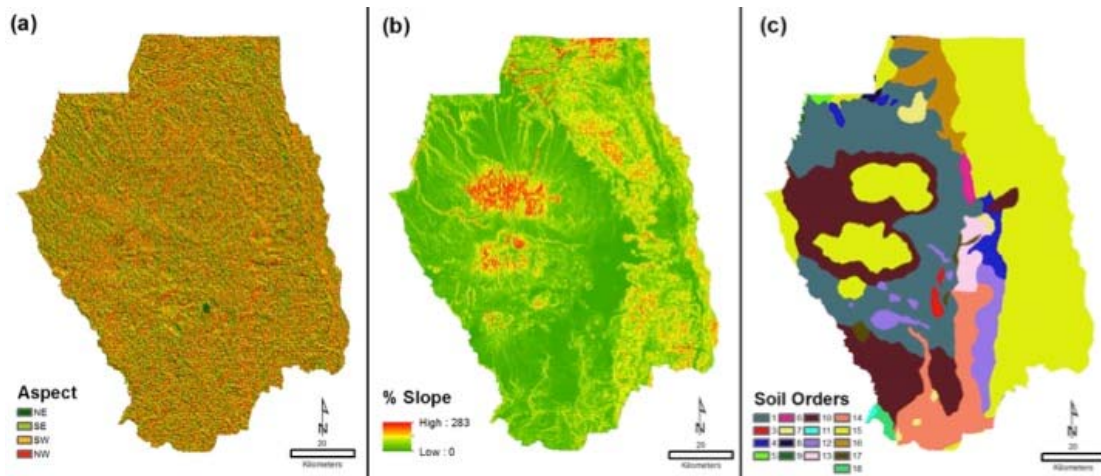 (a)
Aspect
NE
SE
SW
NW
N
20
Kilometers
(b)
% Slope
High : 283
Low : 0
N
Kilometers
(c)
Soil Orders
1 6 10 14
3 7 11 15
4 8 12 16
5 9 13 17
18
N
20
Kilometers